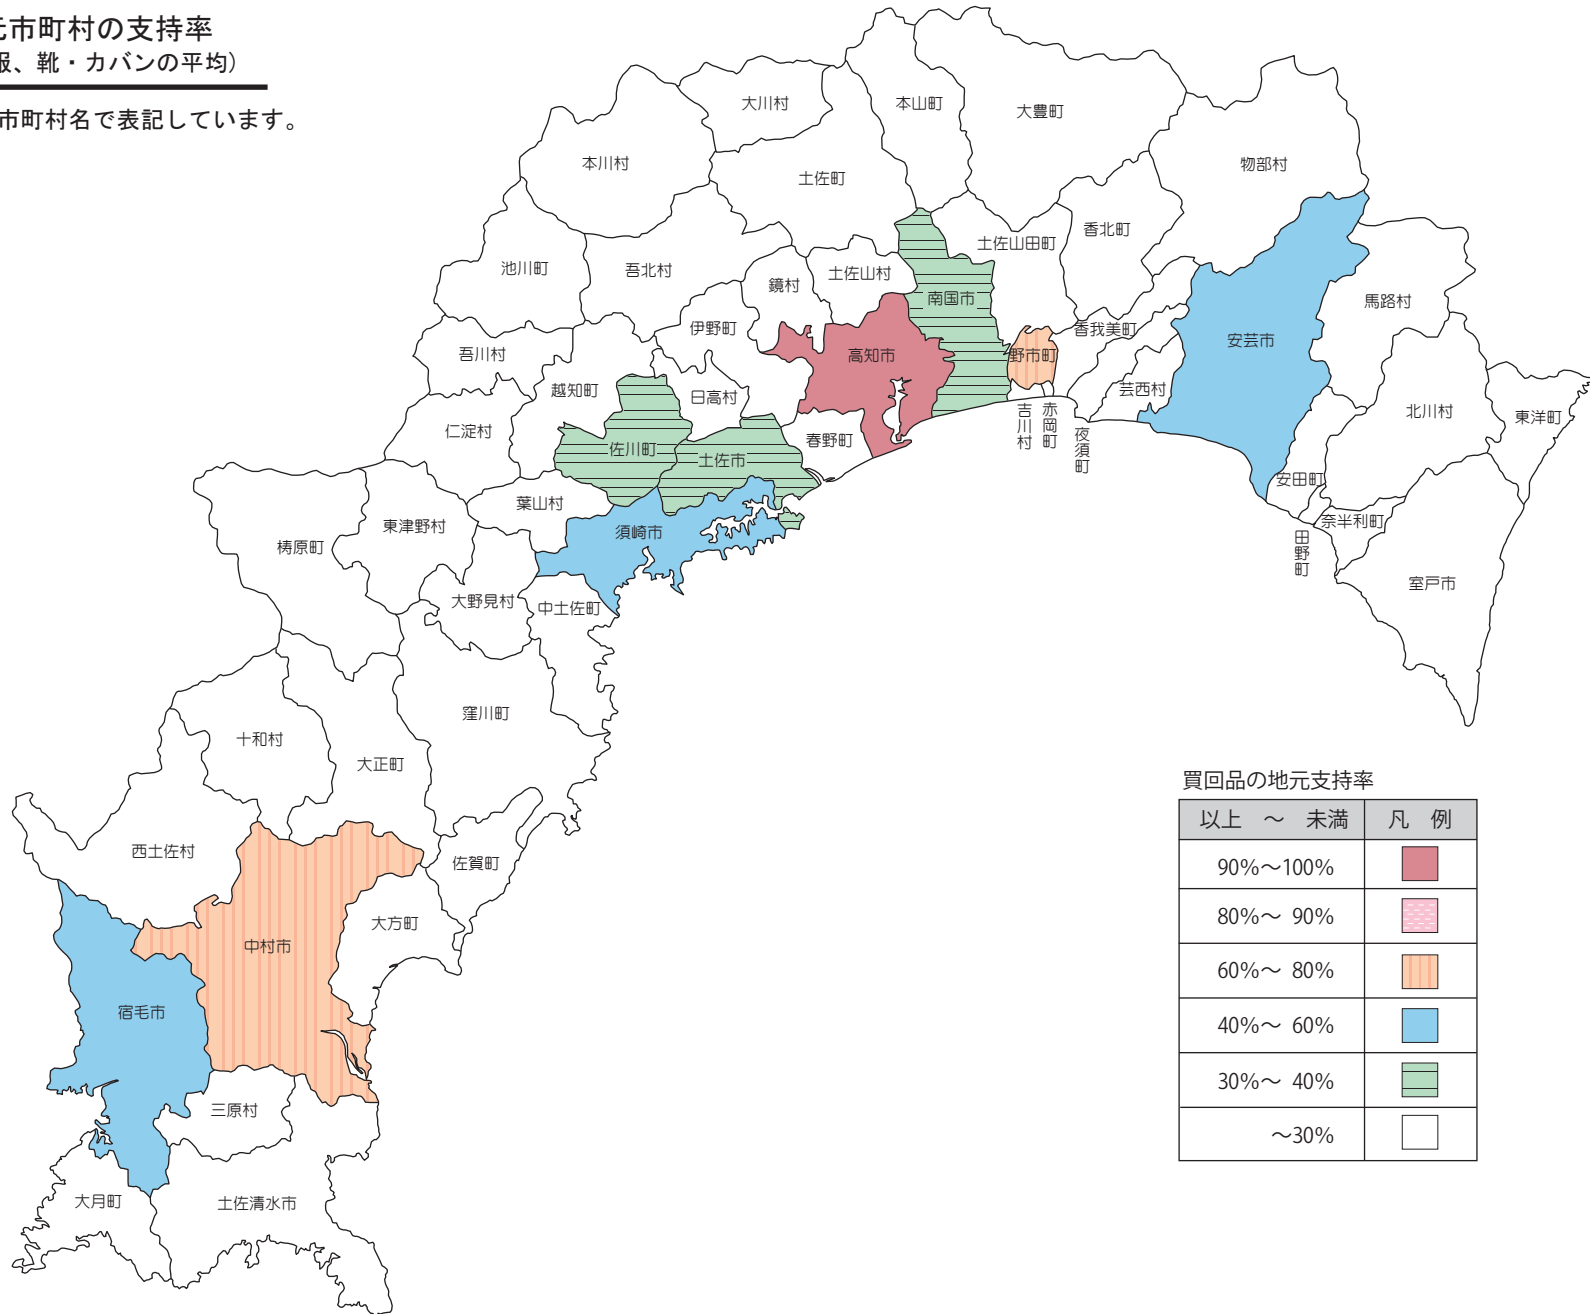 元市町村の支持率
服、靴・カバンの平均）
市町村名で表記しています。
大川村
本山町
大豊町
本川村
土佐町
物部村
香北町
土佐山田町
池川町
吾北村
鏡村
土佐山村
南国市
馬路村
伊野町
香我美町
安芸市
吾川村
高知市
野市町
越知町
日高村
芸西村
北川村
東洋町
仁淀村
佐川町
土佐市
春野町
吉川村
赤岡町
夜須町
安田町
葉山村
奈半利町
田野町
東津野村
梼原町
須崎市
室戸市
大野見村
中土佐町
窪川町
十和村
大正町
西土佐村
佐賀町
大方町
中村市
宿毛市
三原村
大月町
土佐清水市
買回品の地元支持率
以上　～　未満　凡　例
90%～100%
80%～ 90%
60%～ 80%
40%～ 60%
30%～ 40%
～30%